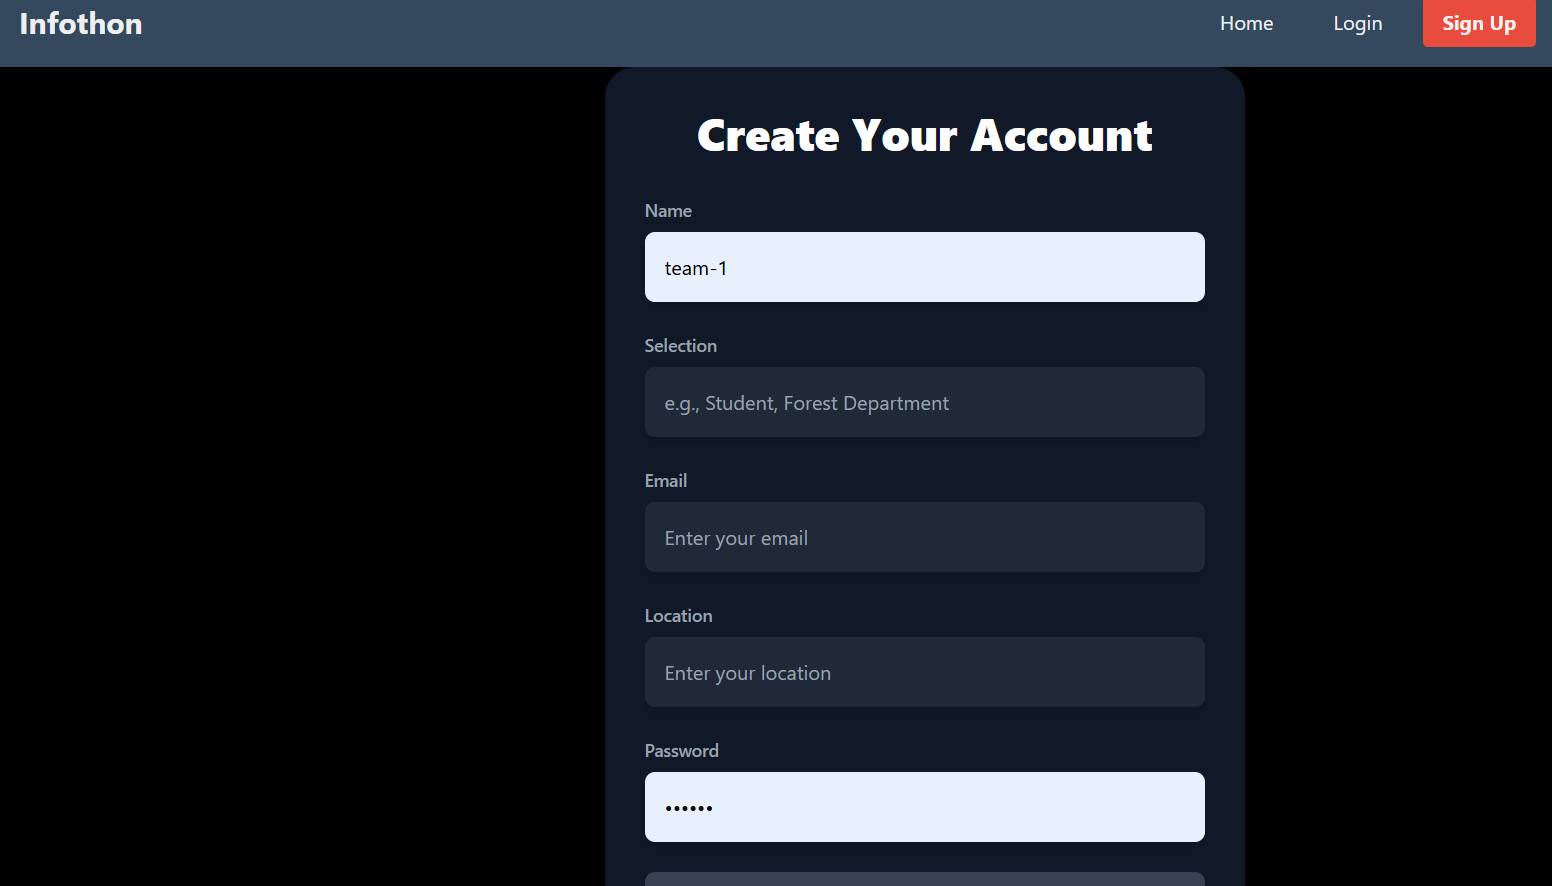 Infothon
Home
Login
Sign Up
Create Your Account
Name
team-1
Selection
e.g., Student, Forest Department
Email
Enter your email
Location
Enter your location
Password
••••••